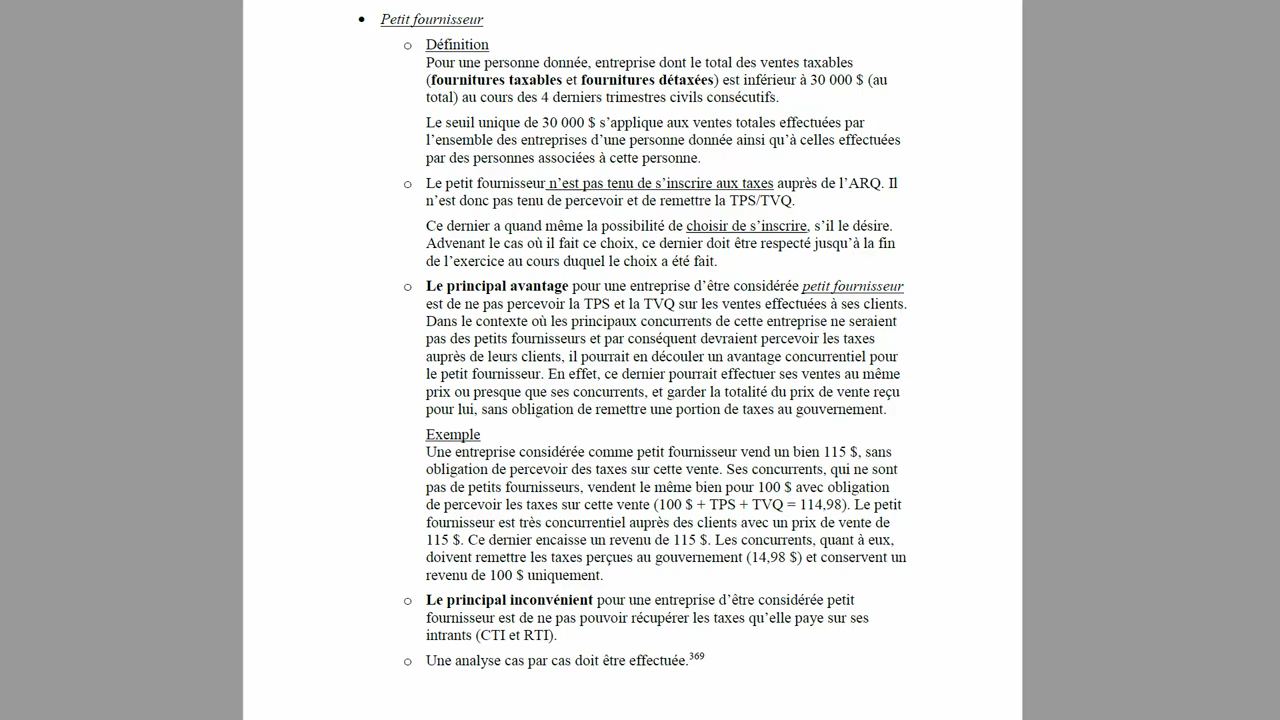 • Petit fournisseur
o Définition
Pour une personne donnée, entreprise dont le total des ventes taxables
(fournitures taxables et fournitures détaxées) est inférieur à 30 000 $ (au
total) au cours des 4 derniers trimestres civils consécutifs.
Le seuil unique de 30 000 $ s’applique aux ventes totales effectuées par
l’ensemble des entreprises d’une personne donnée ainsi qu’à celles effectuées
par des personnes associées à cette personne.
o Le petit fournisseur n’est pas tenu de s’inscrire aux taxes auprès de l’ARQ. Il
n’est donc pas tenu de percevoir et de remettre la TPS/TVQ.
Ce dernier a quand même la possibilité de choisir de s’inscrire, s’il le désire.
Advenant le cas où il fait ce choix, ce dernier doit être respecté jusqu’à la fin
de l’exercice au cours duquel le choix a été fait.
o Le principal avantage pour une entreprise d’être considérée petit fournisseur
est de ne pas percevoir la TPS et la TVQ sur les ventes effectuées à ses clients.
Dans le contexte où les principaux concurrents de cette entreprise ne seraient
pas des petits fournisseurs et par conséquent devraient percevoir les taxes
auprès de leurs clients, il pourrait en découler un avantage concurrentiel pour
le petit fournisseur. En effet, ce dernier pourrait effectuer ses ventes au même
prix ou presque que ses concurrents, et garder la totalité du prix de vente reçu
pour lui, sans obligation de remettre une portion de taxes au gouvernement.
Exemple
Une entreprise considérée comme petit fournisseur vend un bien 115 $, sans
obligation de percevoir des taxes sur cette vente. Ses concurrents, qui ne sont
pas de petits fournisseurs, vendent le même bien pour 100 $ avec obligation
de percevoir les taxes sur cette vente (100 $ + TPS + TVQ = 114,98). Le petit
fournisseur est très concurrentiel auprès des clients avec un prix de vente de
115 $. Ce dernier encaisse un revenu de 115 $. Les concurrents, quant à eux,
doivent remettre les taxes perçues au gouvernement (14,98 $) et conservent un
revenu de 100 $ uniquement.
o Le principal inconvénient pour une entreprise d’être considérée petit
fournisseur est de ne pas pouvoir récupérer les taxes qu’elle paye sur ses
intrants (CTI et RTI).
o Une analyse cas par cas doit être effectuée.369